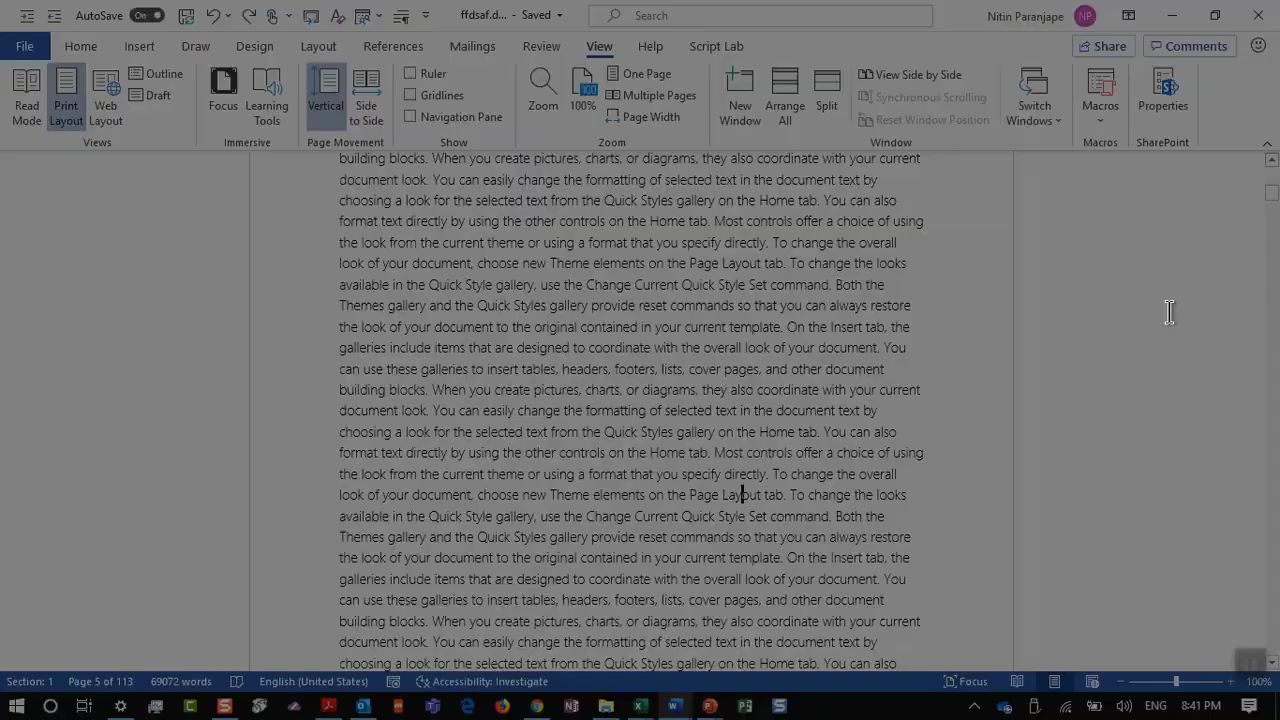 AutoSave On ffdsaf.d... - Saved Search Nitin Paranjape NP
File Home Insert Draw Design Layout References Mailings Review View Help Script Lab Share Comments
Read Mode
Print Layout
Web Layout
Outline
Draft
Views
Focus
Learning Tools
Immersive
Vertical
Side to Side
Page Movement
Ruler
Gridlines
Navigation Pane
Show
Zoom
100
100%
One Page
Multiple Pages
Page Width
Zoom
New Window
Arrange All
Split
View Side by Side
Synchronous Scrolling
Reset Window Position
Switch Windows
Window
Macros
Macros
Properties
SharePoint
building blocks. When you create pictures, charts, or diagrams, they also coordinate with your current
document look. You can easily change the formatting of selected text in the document text by
choosing a look for the selected text from the Quick Styles gallery on the Home tab. You can also
format text directly by using the other controls on the Home tab. Most controls offer a choice of using
the look from the current theme or using a format that you specify directly. To change the overall
look of your document, choose new Theme elements on the Page Layout tab. To change the looks
available in the Quick Style gallery, use the Change Current Quick Style Set command. Both the
Themes gallery and the Quick Styles gallery provide reset commands so that you can always restore
the look of your document to the original contained in your current template. On the Insert tab, the
galleries include items that are designed to coordinate with the overall look of your document. You
can use these galleries to insert tables, headers, footers, lists, cover pages, and other document
building blocks. When you create pictures, charts, or diagrams, they also coordinate with your current
document look. You can easily change the formatting of selected text in the document text by
choosing a look for the selected text from the Quick Styles gallery on the Home tab. You can also
format text directly by using the other controls on the Home tab. Most controls offer a choice of using
the look from the current theme or using a format that you specify directly. To change the overall
look of your document, choose new Theme elements on the Page Layout tab. To change the looks
available in the Quick Style gallery, use the Change Current Quick Style Set command. Both the
Themes gallery and the Quick Styles gallery provide reset commands so that you can always restore
the look of your document to the original contained in your current template. On the Insert tab, the
galleries include items that are designed to coordinate with the overall look of your document. You
can use these galleries to insert tables, headers, footers, lists, cover pages, and other document
building blocks. When you create pictures, charts, or diagrams, they also coordinate with your current
document look. You can easily change the formatting of selected text in the document text by
choosing a look for the selected text from the Quick Styles gallery on the Home tab. You can also
Section: 1 Page 5 of 113 69072 words English (United States) Accessibility: Investigate Focus 100%
ENG 8:41 PM